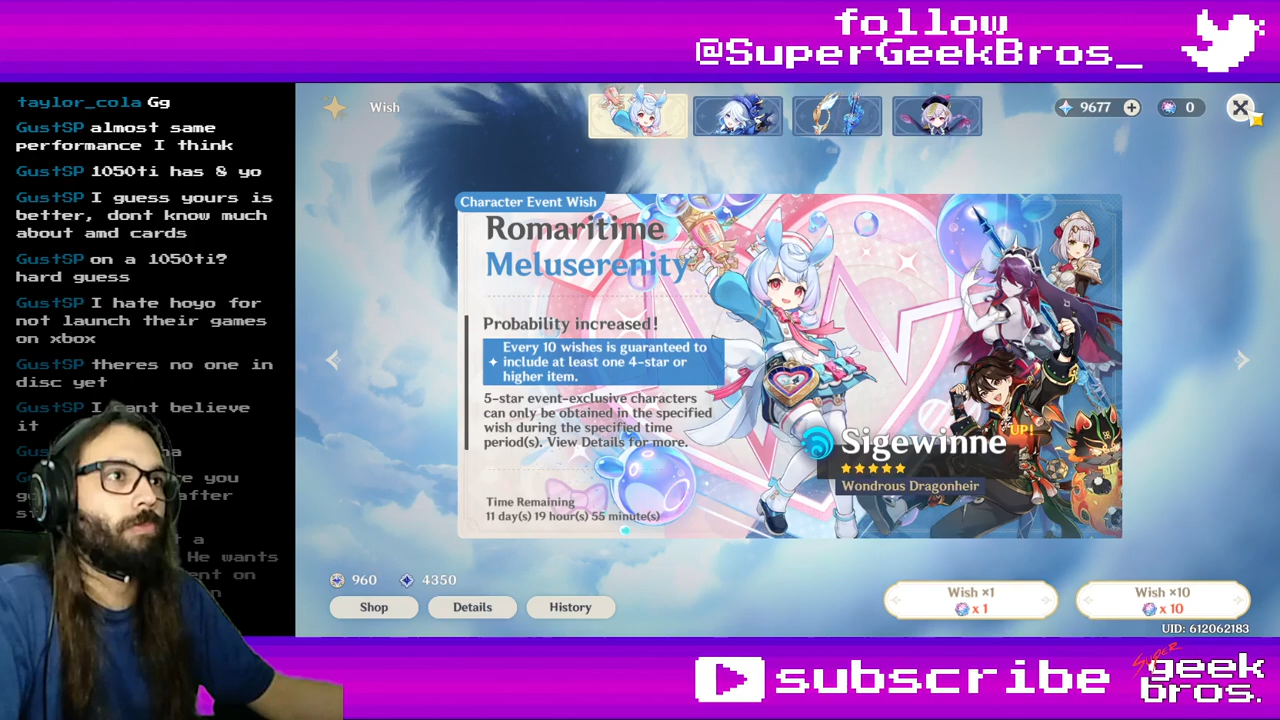 follow
@SuperGeekBros_
taylor_cola Gg
GustSP almost same
performance I think
GustSP 1050ti has 8 yo
GustSP I guess yours is
better, dont know much
about amd cards
GustSP on a 1050ti?
hard guess
GustSP I hate hoyo for
not launch their games
on xbox
GustSP theres no one in
disc yet
GustSP I cant believe
it
Wish
9677
0
Character Event Wish
Romaritime
Meluserenity
Probability increased!
Every 10 wishes is guaranteed to
include at least one 4-star or
higher item.
5-star event-exclusive characters
can only be obtained in the specified
wish during the specified time
period(s). View Details for more.
Time Remaining
11 day(s) 19 hour(s) 55 minute(s)
UP!
Sigewinne
Wondrous Dragonheir
960 4350
Shop Details History
Wish ×1
x 1
Wish ×10
x 10
UID: 612062183
subscribe
SUPER
geek
bros.